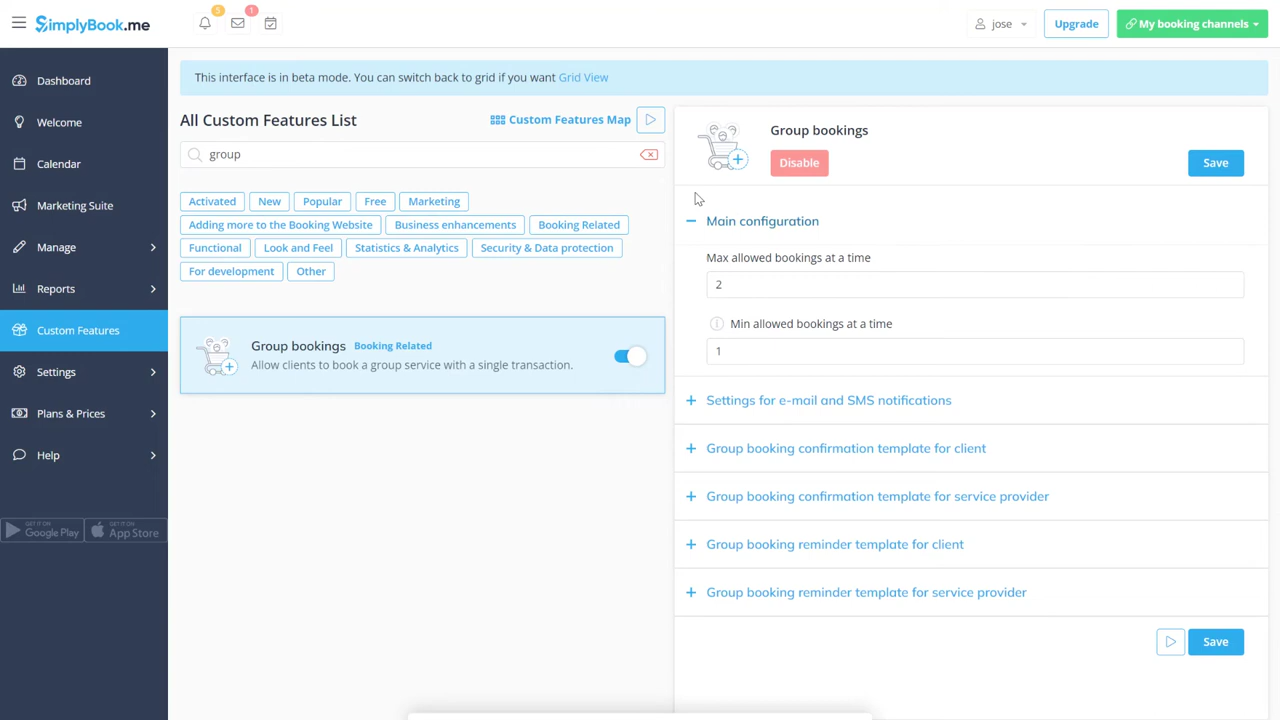 SimplyBook.me
5
1
jose
Upgrade
My booking channels
Dashboard
Welcome
Calendar
Marketing Suite
Manage
Reports
Custom Features
Settings
Plans & Prices
Help
GET IT ON
Google Play
GET IT ON
App Store
This interface is in beta mode. You can switch back to grid if you want Grid View
All Custom Features List
Custom Features Map
group
Activated
New
Popular
Free
Marketing
Adding more to the Booking Website
Business enhancements
Booking Related
Functional
Look and Feel
Statistics & Analytics
Security & Data protection
For development
Other
Group bookings Booking Related
Allow clients to book a group service with a single transaction.
Group bookings
Disable
Save
Main configuration
Max allowed bookings at a time
2
Min allowed bookings at a time
1
Settings for e-mail and SMS notifications
Group booking confirmation template for client
Group booking confirmation template for service provider
Group booking reminder template for client
Group booking reminder template for service provider
Save